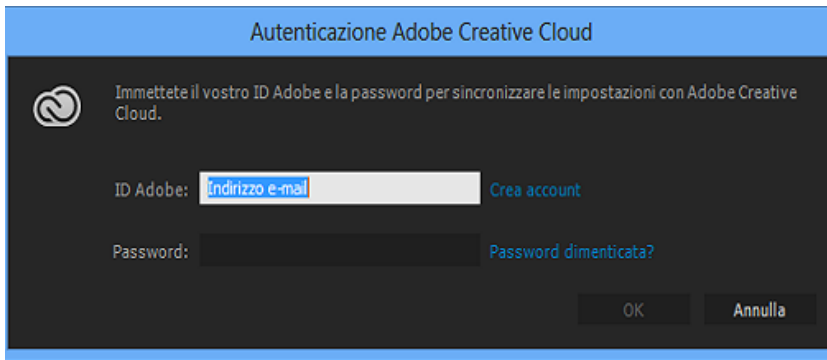 Autenticazione Adobe Creative Cloud
Immettete il vostro ID Adobe e la password per sincronizzare le impostazioni con Adobe Creative
Cloud.
ID Adobe: Indirizzo e-mail Crea account
Password: Password dimenticata?
OK Annulla